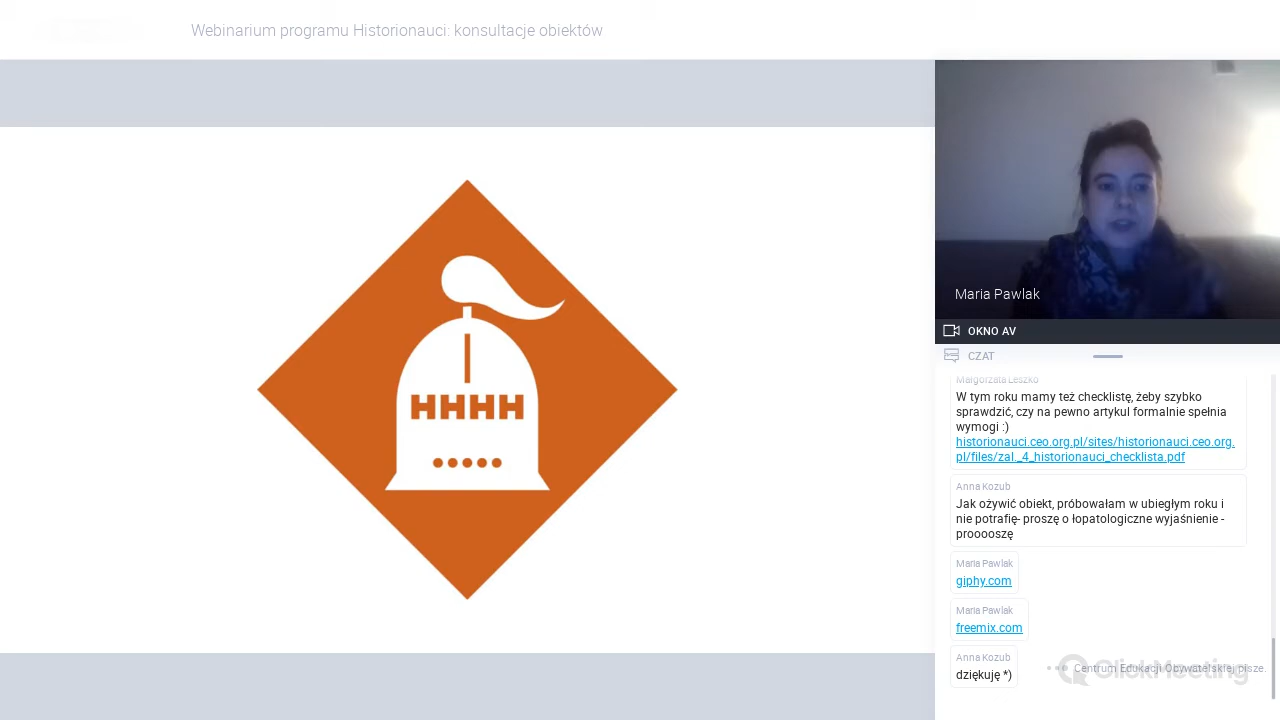 Webinarium programu Historionauci: konsultacje obiektów
HHHH
Maria Pawlak
OKNO AV
CZAT
Małgorzata Leszko
W tym roku mamy też checklistę, żeby szybko
sprawdzić, czy na pewno artykul formalnie spełnia
wymogi :)
historionauci.ceo.org.pl/sites/historionauci.ceo.org.
pl/files/zal._4_historionauci_checklista.pdf
Anna Kozub
Jak ożywić obiekt, próbowałam w ubiegłym roku i
nie potrafię- proszę o łopatologiczne wyjaśnienie -
prooooszę
Maria Pawlak
giphy.com
Maria Pawlak
freemix.com
Anna Kozub
dziękuję *)
Centrum Edukacji Obywatelskiej pisze.
ClickMeeting